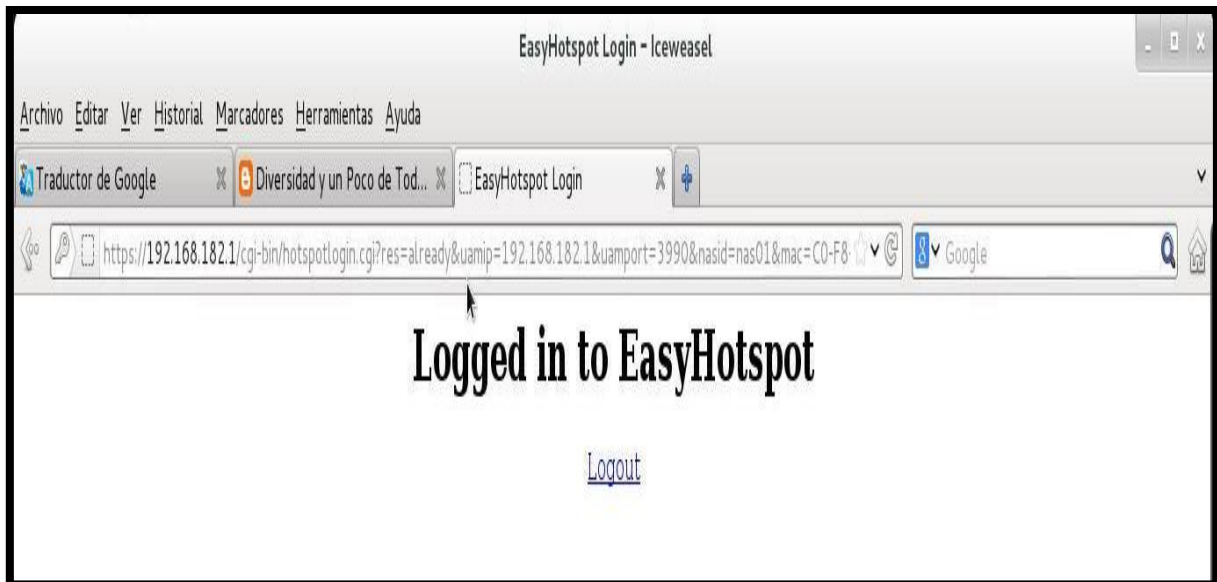 EasyHotspot Login - Iceweasel
Archivo Editar Ver Historial Marcadores Herramientas Ayuda
Traductor de Google
Diversidad y un Poco de Tod...
EasyHotspot Login
https://192.168.182.1/cgi-bin/hotspotlogin.cgi?res=already&uamip=192.168.182.1&uamport=3990&nasid=nas01&mac=C0-F8-
Google
Logged in to EasyHotspot
Logout